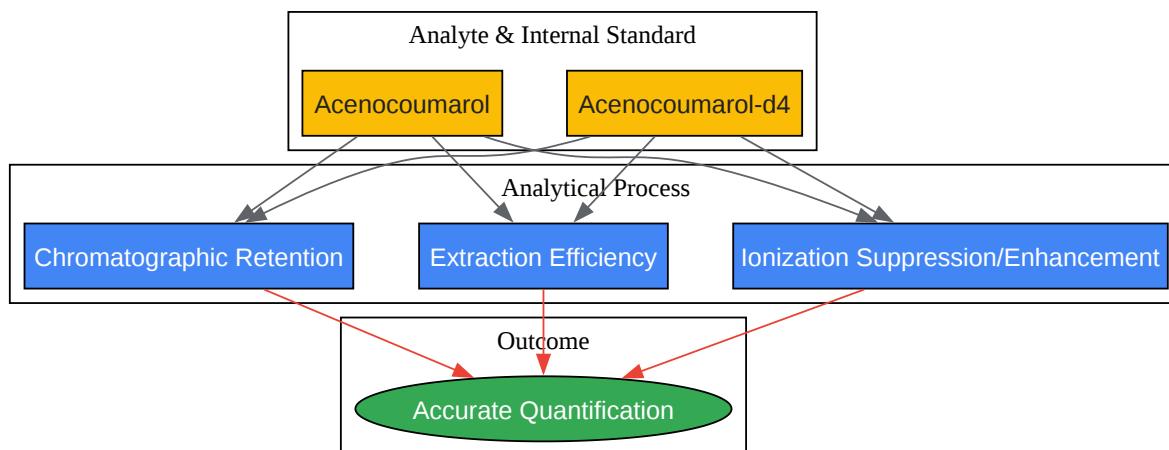 Analyte & Internal Standard
Acenocoumarol
Acenocoumarol-d4
Analytical Process
Chromatographic Retention
Extraction Efficiency
Ionization Suppression/Enhancement
Outcome
Accurate Quantification